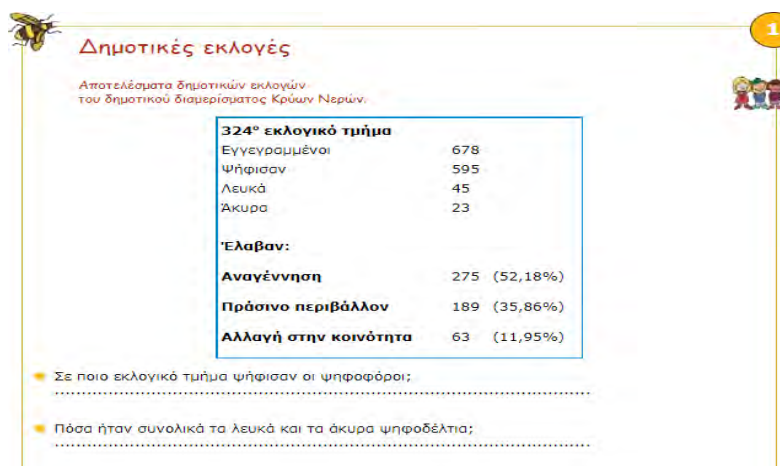 1
Δημοτικές εκλογές
Αποτελέσματα δημοτικών εκλογών
του δημοτικού διαμερίσματος Κρύων Νερών.
324° εκλογικό τμήμα
Εγγεγραμμένοι 678
Ψήφισαν 595
Λευκά 45
Άκυρα 23
Έλαβαν:
Αναγέννηση 275 (52,18%)
Πράσινο περιβάλλον 189 (35,86%)
Αλλαγή στην κοινότητα 63 (11,95%)
Σε ποιο εκλογικό τμήμα ψήφισαν οι ψηφοφόροι;
Πόσα ήταν συνολικά τα λευκά και τα άκυρα ψηφοδέλτια;